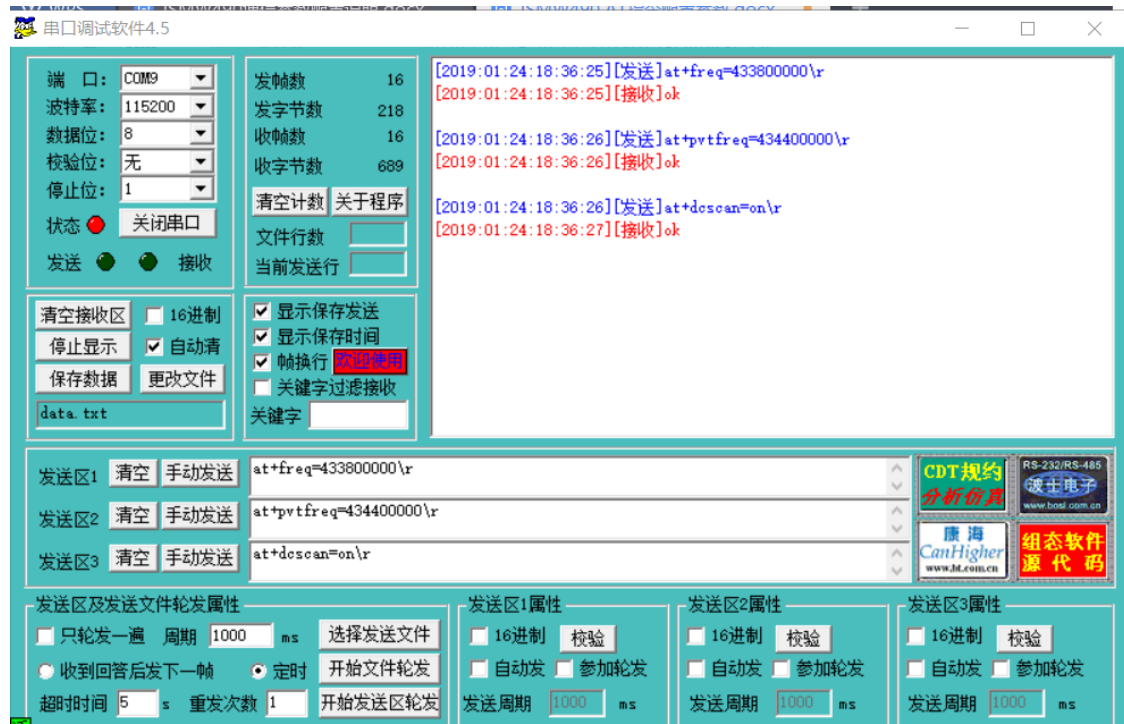 串口调试软件4.5
端 口: COM9
波特率: 115200
数据位: 8
校验位: 无
停止位: 1
状态 关闭串口
发送 接收
发帧数 16
发字节数 218
收帧数 16
收字节数 689
清空计数 关于程序
文件行数
当前发送行
[2019:01:24:18:36:25][发送]at+freq=433800000\r
[2019:01:24:18:36:25][接收]ok
[2019:01:24:18:36:26][发送]at+pvtfreq=434400000\r
[2019:01:24:18:36:26][接收]ok
[2019:01:24:18:36:26][发送]at+dcscan=on\r
[2019:01:24:18:36:27][接收]ok
清空接收区 16进制
停止显示 自动清
保存数据 更改文件
data.txt
显示保存发送
显示保存时间
帧换行 欢迎使用
关键字过滤接收
关键字
发送区1 清空 手动发送 at+freq=433800000\r
发送区2 清空 手动发送 at+pvtfreq=434400000\r
发送区3 清空 手动发送 at+dcscan=on\r
CDT规约
分析仿真
RS-232/RS-485
波士电子
www.bosi.com.cn
康海
CanHigher
www.ht.com.cn
组态软件
源代码
发送区及发送文件轮发属性
只轮发一遍 周期 1000 ms 选择发送文件
收到回答后发下一帧 定时 开始文件轮发
超时时间 5 s 重发次数 1 开始发送区轮发
发送区1属性
16进制 校验
自动发 参加轮发
发送周期 1000 ms
发送区2属性
16进制 校验
自动发 参加轮发
发送周期 1000 ms
发送区3属性
16进制 校验
自动发 参加轮发
发送周期 1000 ms